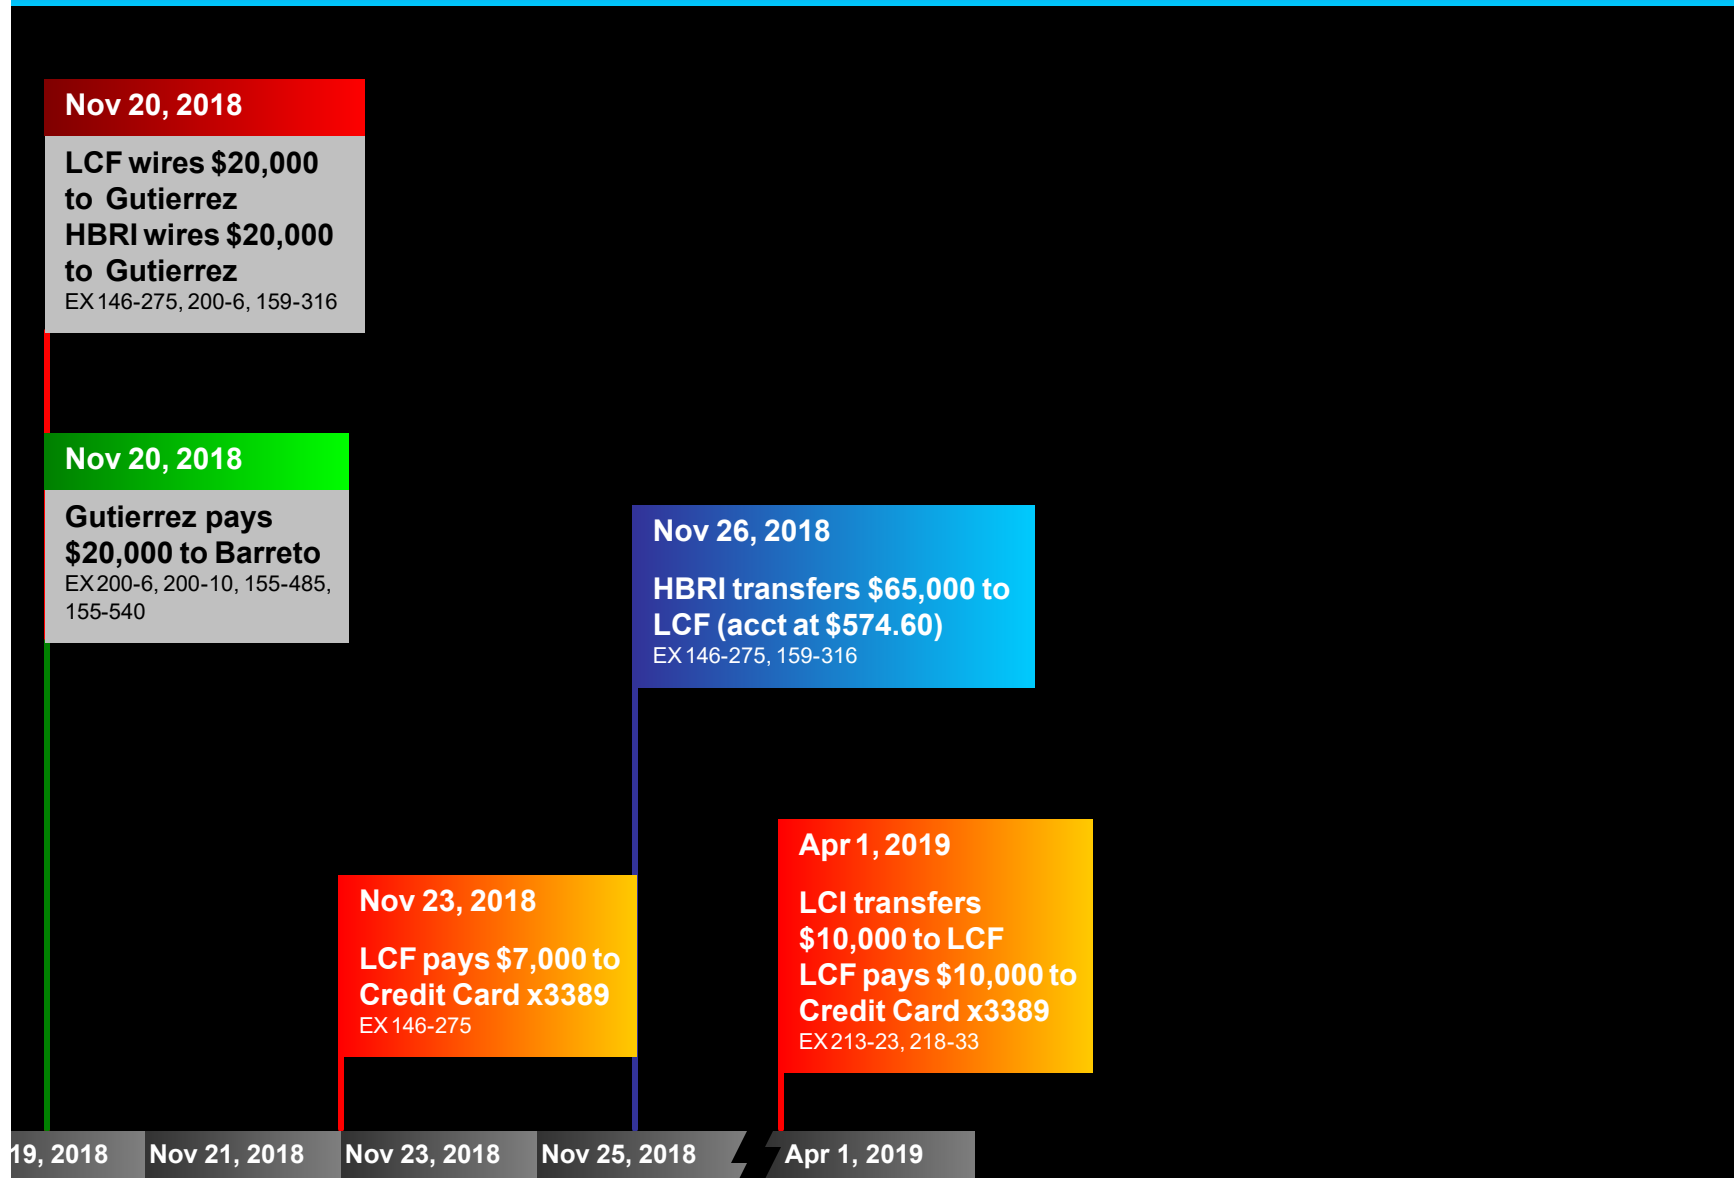 Nov 20, 2018
LCF wires $20,000
to Gutierrez
HBRI wires $20,000
to Gutierrez
EX 146-275, 200-6, 159-316
Nov 20, 2018
Gutierrez pays
$20,000 to Barreto
EX 200-6, 200-10, 155-485,
155-540
Nov 26, 2018
HBRI transfers $65,000 to
LCF (acct at $574.60)
EX 146-275, 159-316
Nov 23, 2018
LCF pays $7,000 to
Credit Card x3389
EX 146-275
Apr 1, 2019
LCI transfers
$10,000 to LCF
LCF pays $10,000 to
Credit Card x3389
EX 213-23, 218-33
19, 2018
Nov 21, 2018
Nov 23, 2018
Nov 25, 2018
Apr 1, 2019